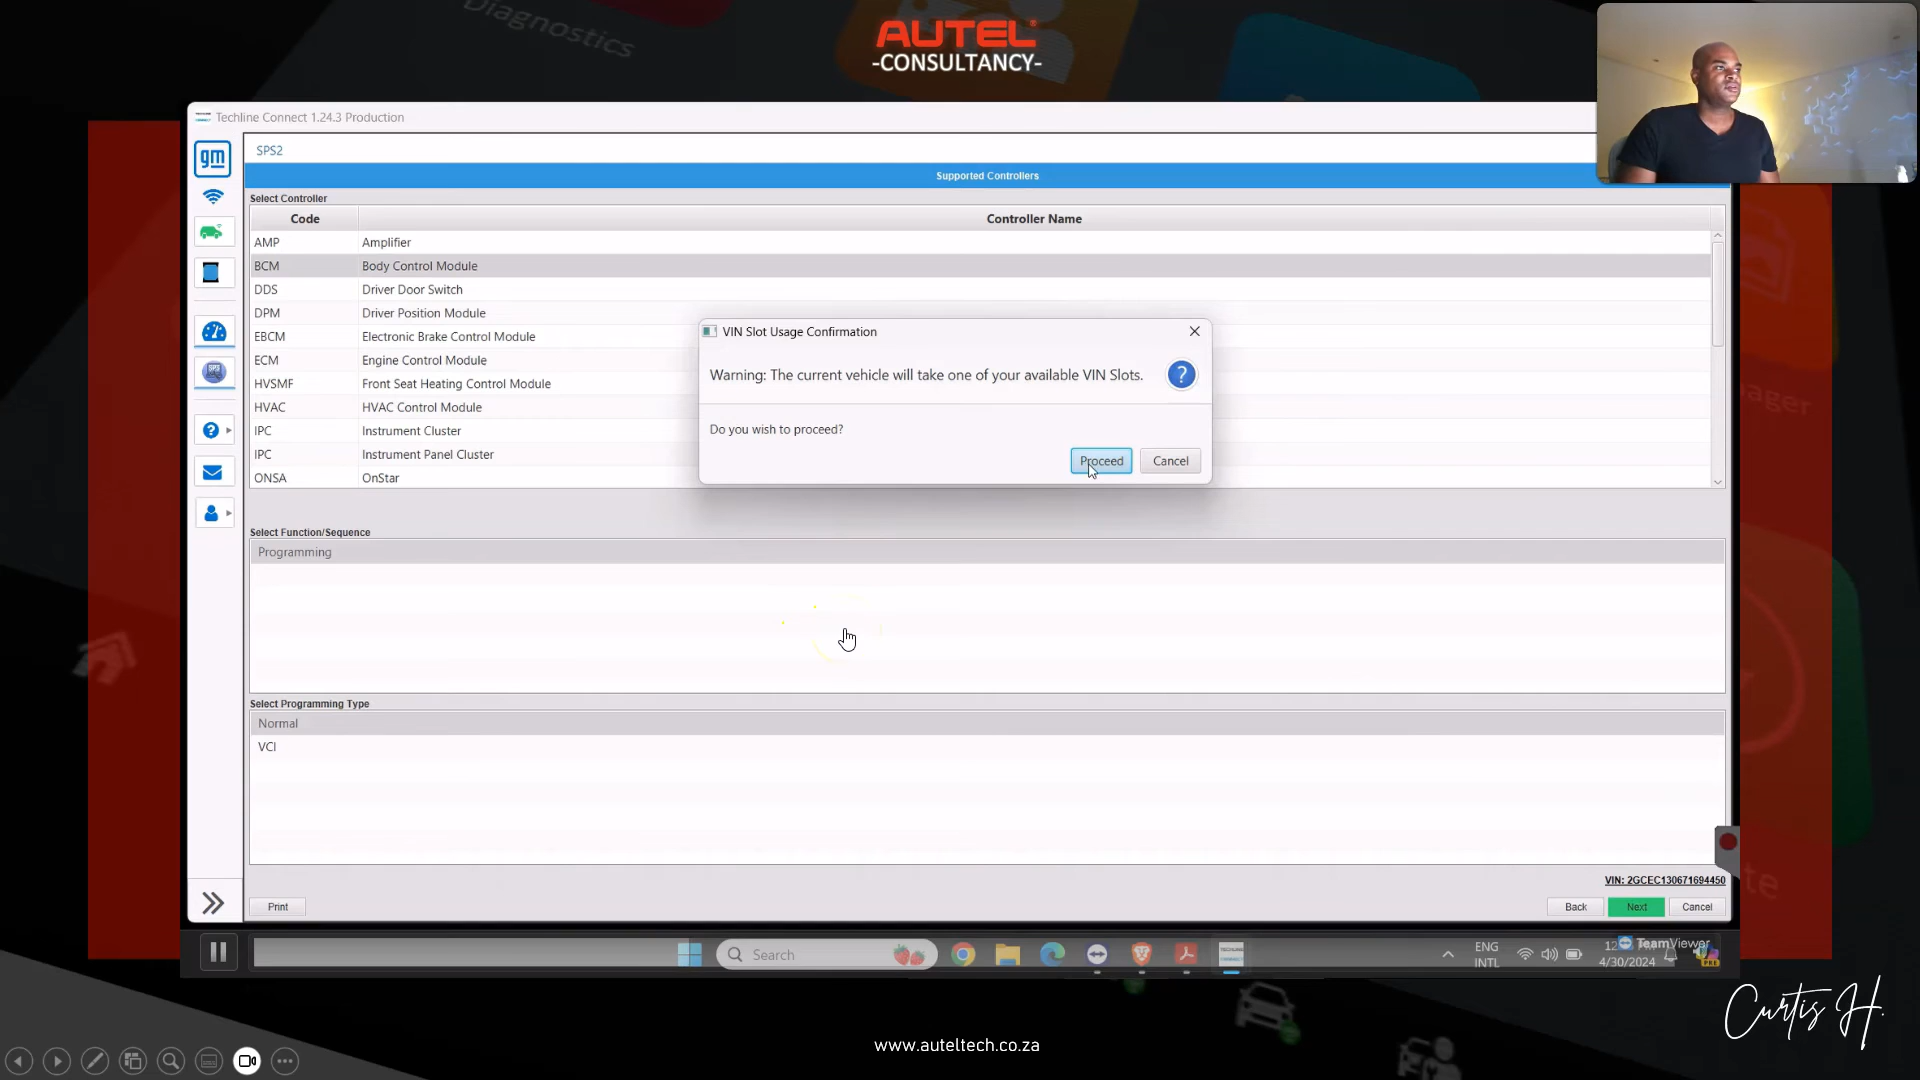 Diagnostics
AUTEL
-CONSULTANCY-
Techline Connect 1.24.3 Production
gm
SPS2
Supported Controllers
Select Controller
Code Controller Name
AMP Amplifier
BCM Body Control Module
DDS Driver Door Switch
DPM Driver Position Module
EBCM Electronic Brake Control Module
ECM Engine Control Module
HVSMF Front Seat Heating Control Module
HVAC HVAC Control Module
IPC Instrument Cluster
IPC Instrument Panel Cluster
ONSA OnStar
VIN Slot Usage Confirmation
Warning: The current vehicle will take one of your available VIN Slots.
Do you wish to proceed?
Proceed Cancel
Select Function/Sequence
Programming
Select Programming Type
Normal
VCI
VIN: 2GCEC130671694450
Print Back Next Cancel
Search
ENG
INTL
TeamViewer
4/30/2024
PRE
Curtis H.
www.auteltech.co.za